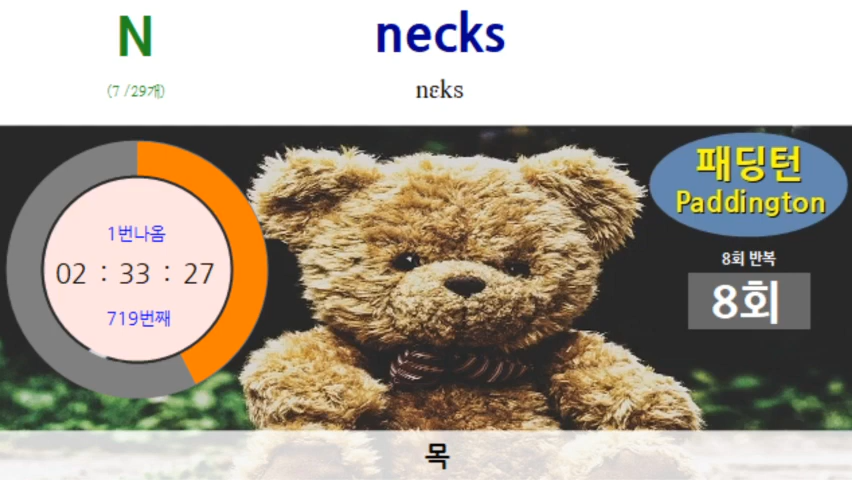 N
necks
(7 /29개)
nɛks
패딩턴
Paddington
1번나옴
02 : 33 : 27
719번째
8회 반복
8회
목